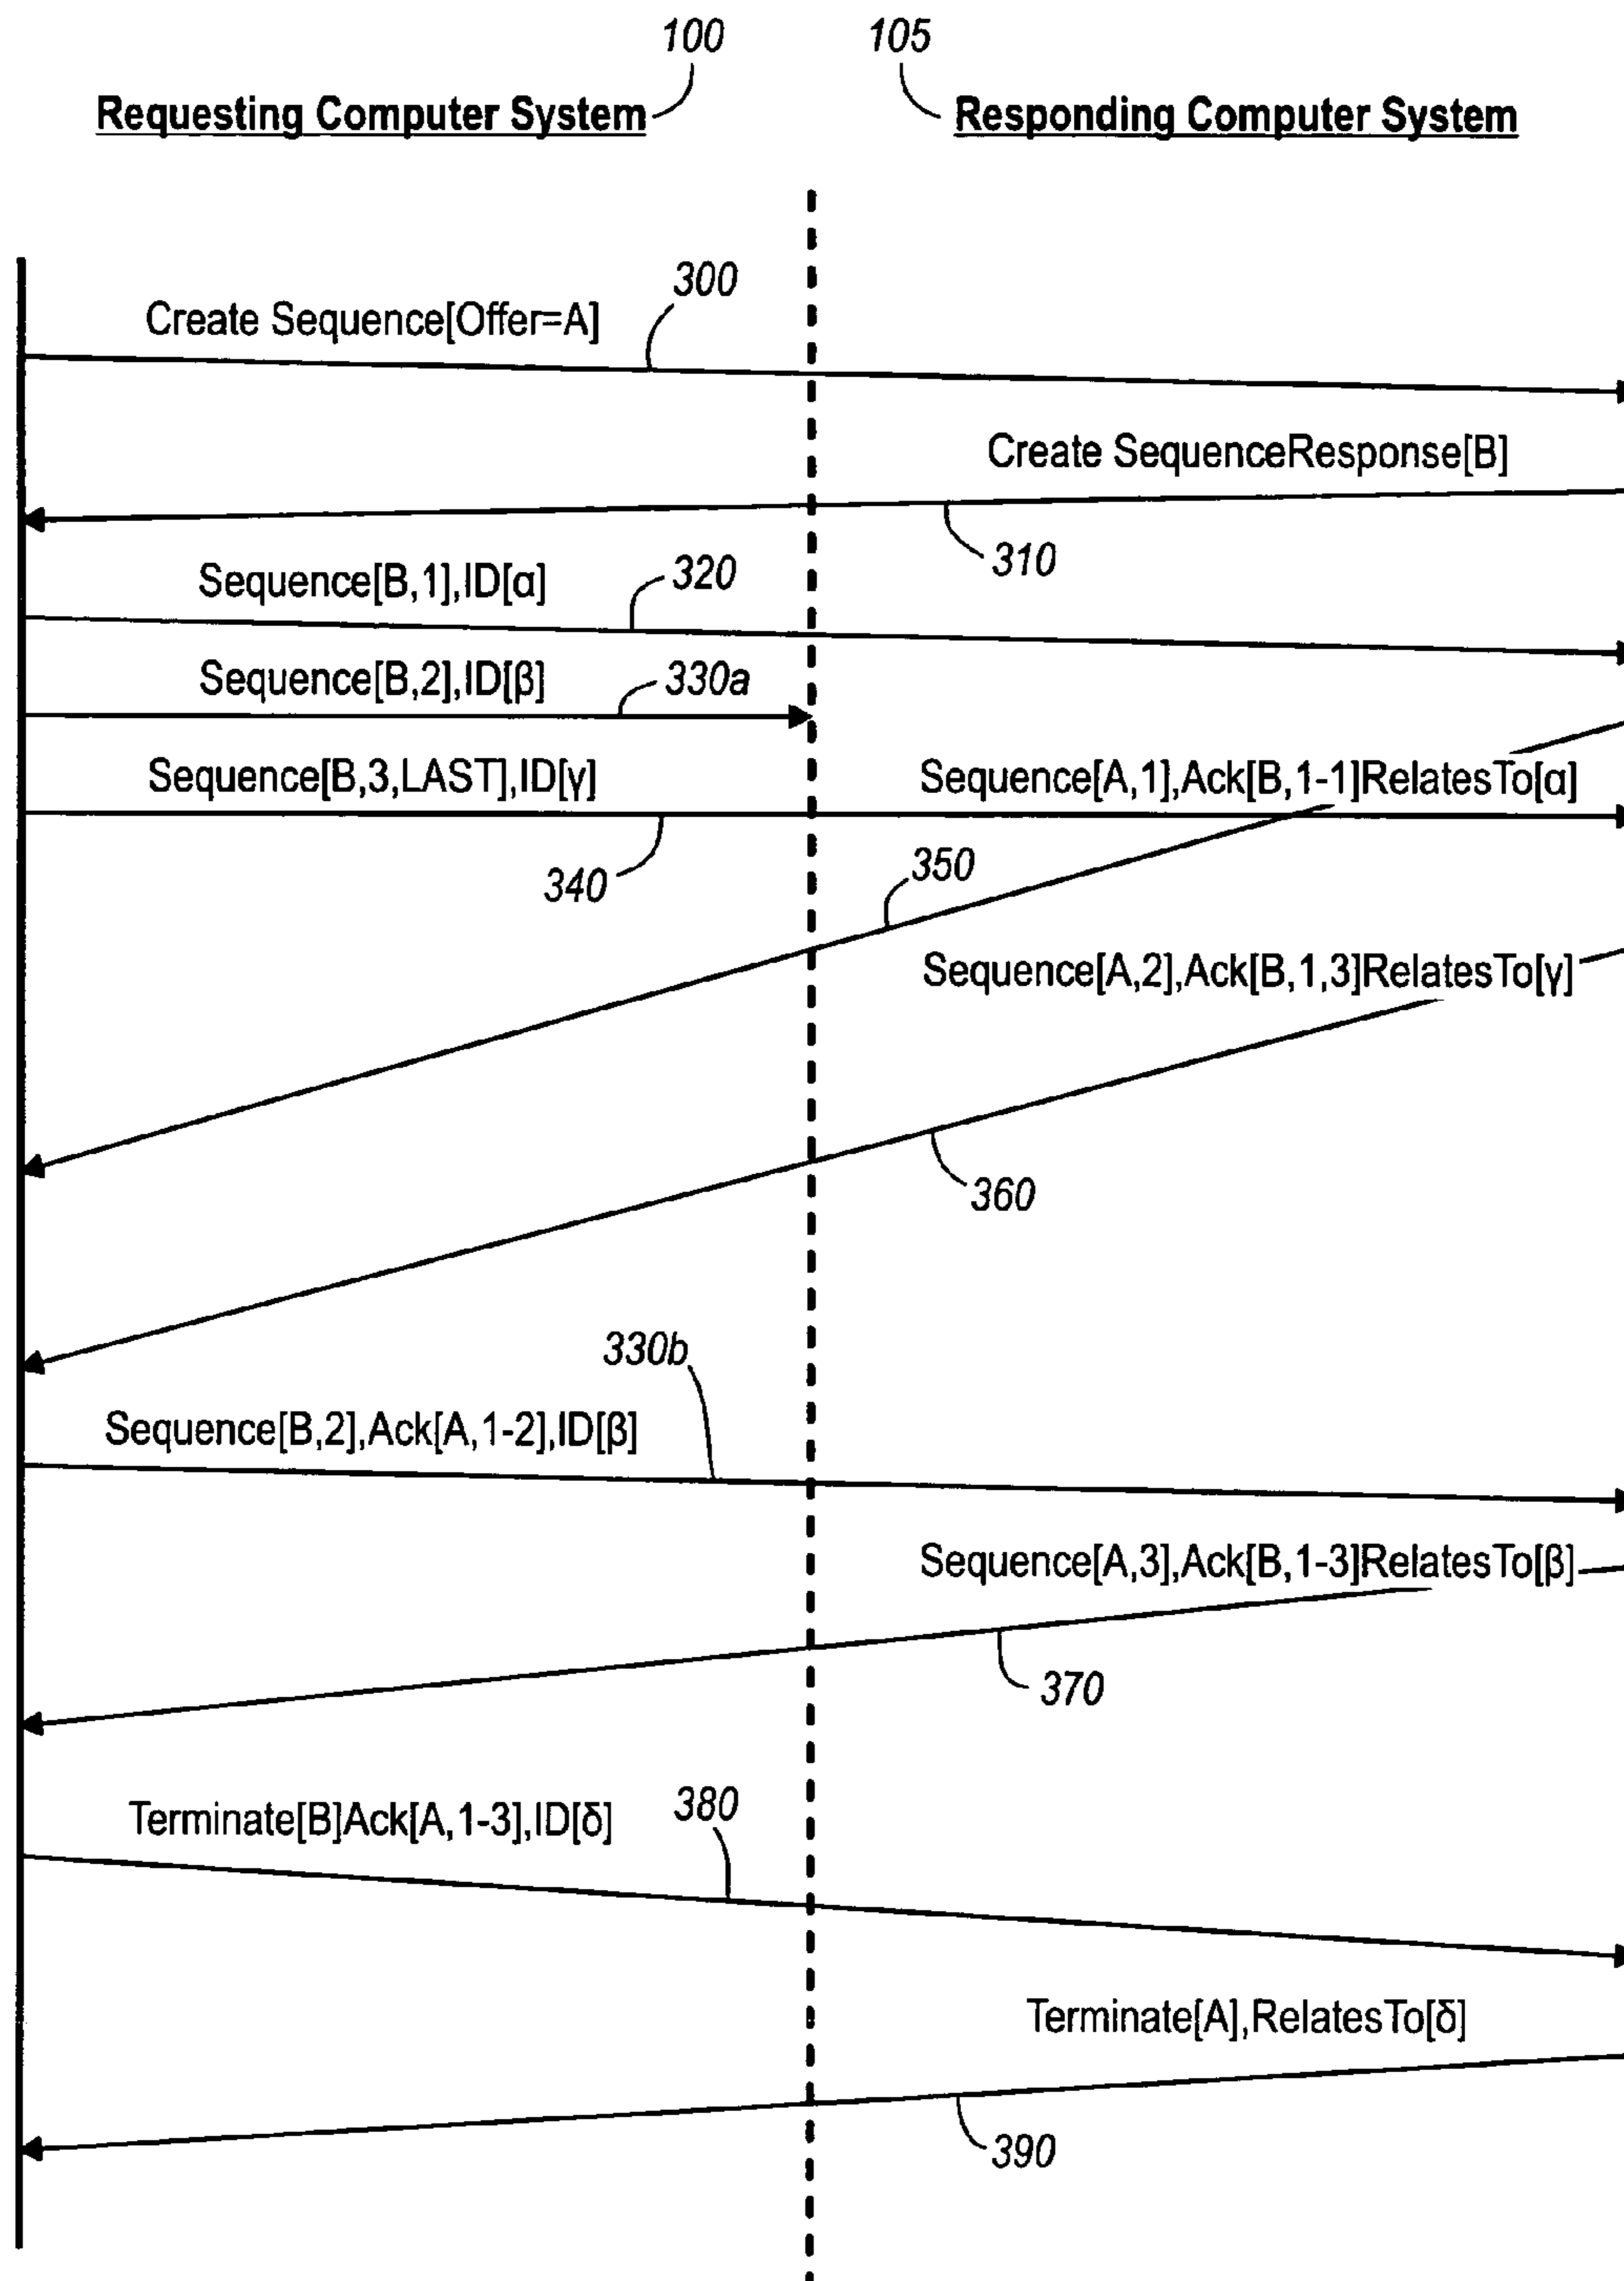 100 105
Requesting Computer System Responding Computer System
300
Create Sequence[Offer=A]
Create SequenceResponse[B]
310
Sequence[B,1],ID[α] 320
Sequence[B,2],ID[β] 330a
Sequence[B,3,LAST],ID[γ] Sequence[A,1],Ack[B,1-1]RelatesTo[α]
340 350
Sequence[A,2],Ack[B,1,3]RelatesTo[γ]
360
330b
Sequence[B,2],Ack[A,1-2],ID[β]
Sequence[A,3],Ack[B,1-3]RelatesTo[β]
370
Terminate[B]Ack[A,1-3],ID[δ] 380
Terminate[A],RelatesTo[δ]
390